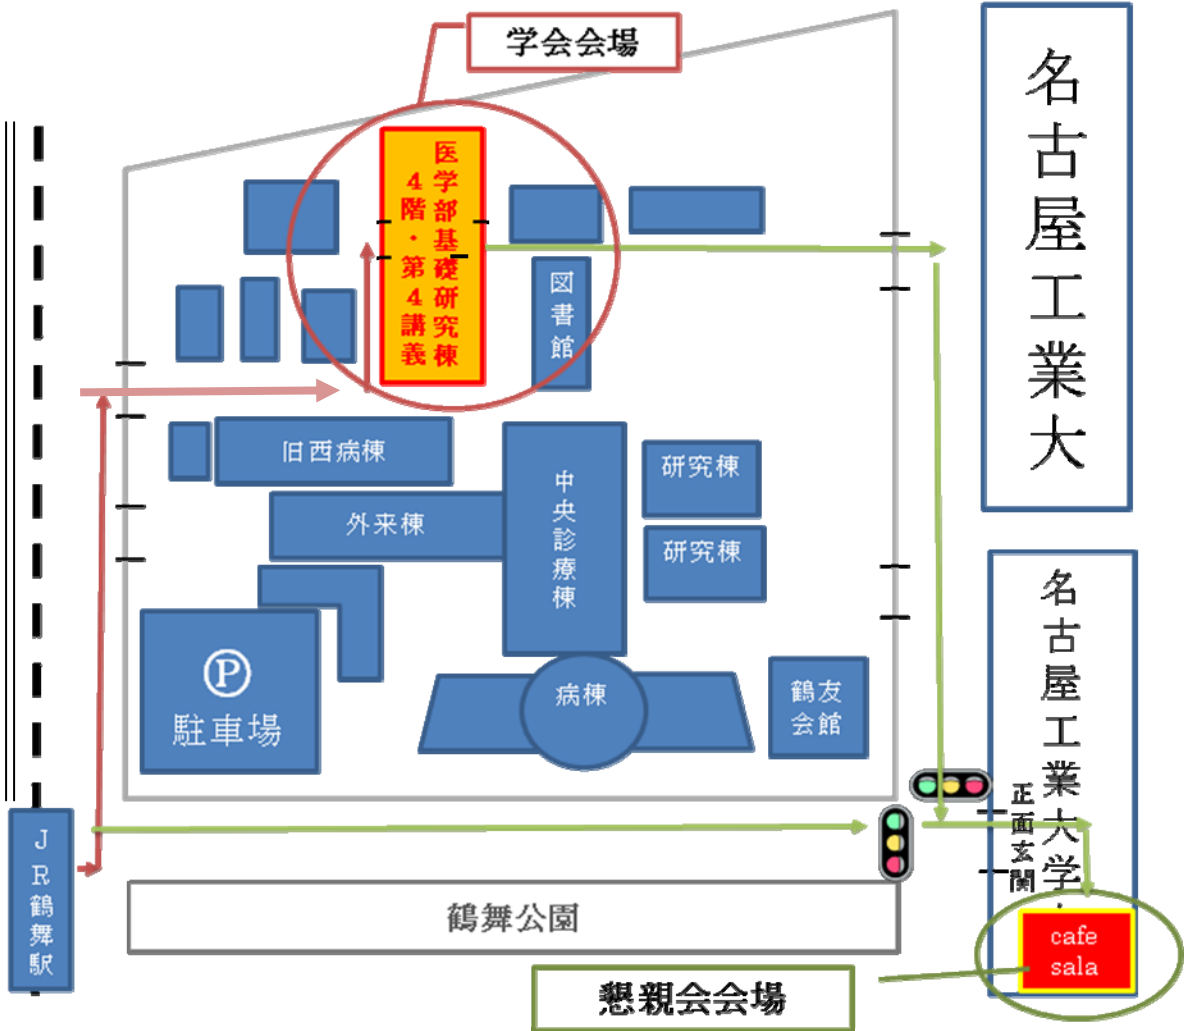 学会会場
医学部基礎研究棟
4階・第4講義
図書館
旧西病棟
外来棟
中央診療棟
研究棟
研究棟
P
駐車場
病棟
鶴友
会館
JR鶴舞駅
鶴舞公園
懇親会会場
名古屋工業大
名古屋工業大学
正面玄関
cafe
sala